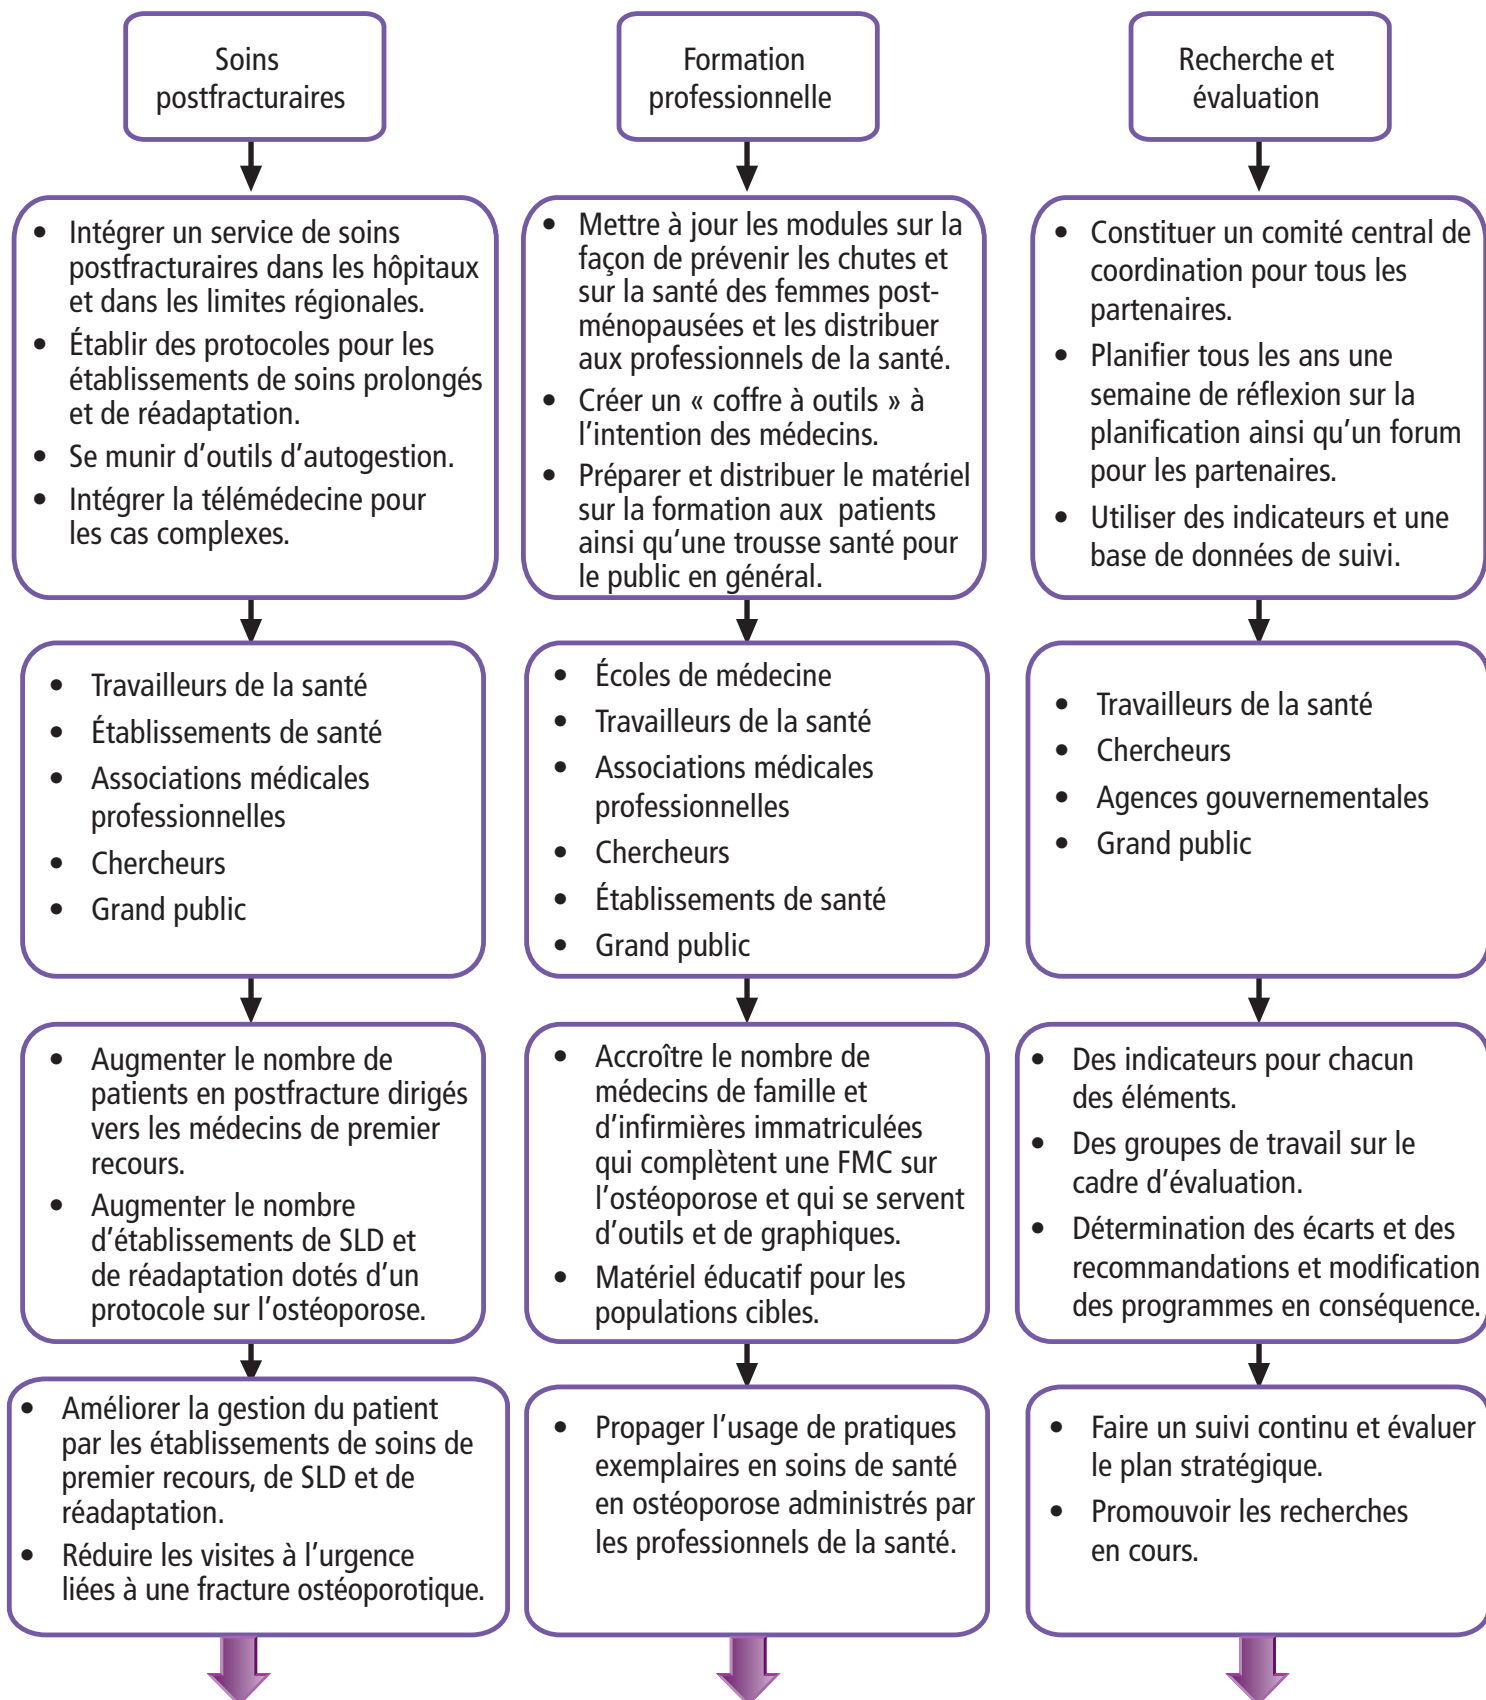 Soins
postfracturaires
Formation
professionnelle
Recherche et
évaluation
• Intégrer un service de soins
postfracturaires dans les hôpitaux
et dans les limites régionales.
• Établir des protocoles pour les
établissements de soins prolongés
et de réadaptation.
• Se munir d'outils d'autogestion.
• Intégrer la télémédecine pour
les cas complexes.
• Mettre à jour les modules sur la
façon de prévenir les chutes et
sur la santé des femmes post-
ménopausées et les distribuer
aux professionnels de la santé.
• Créer un « coffre à outils » à
l'intention des médecins.
• Préparer et distribuer le matériel
sur la formation aux patients
ainsi qu'une trousse santé pour
le public en général.
• Constituer un comité central de
coordination pour tous les
partenaires.
• Planifier tous les ans une
semaine de réflexion sur la
planification ainsi qu'un forum
pour les partenaires.
• Utiliser des indicateurs et une
base de données de suivi.
• Travailleurs de la santé
• Établissements de santé
• Associations médicales
professionnelles
• Chercheurs
• Grand public
• Écoles de médecine
• Travailleurs de la santé
• Associations médicales
professionnelles
• Chercheurs
• Établissements de santé
• Grand public
• Travailleurs de la santé
• Chercheurs
• Agences gouvernementales
• Grand public
• Augmenter le nombre de
patients en postfracture dirigés
vers les médecins de premier
recours.
• Augmenter le nombre
d'établissements de SLD et
de réadaptation dotés d'un
protocole sur l'ostéoporose.
• Accroître le nombre de
médecins de famille et
d'infirmières immatriculées
qui complètent une FMC sur
l'ostéoporose et qui se servent
d'outils et de graphiques.
• Matériel éducatif pour les
populations cibles.
• Des indicateurs pour chacun
des éléments.
• Des groupes de travail sur le
cadre d'évaluation.
• Détermination des écarts et des
recommandations et modification
des programmes en conséquence.
• Améliorer la gestion du patient
par les établissements de soins de
premier recours, de SLD et de
réadaptation.
• Réduire les visites à l'urgence
liées à une fracture ostéoporotique.
• Propager l'usage de pratiques
exemplaires en soins de santé
en ostéoporose administrés par
les professionnels de la santé.
• Faire un suivi continu et évaluer
le plan stratégique.
• Promouvoir les recherches
en cours.